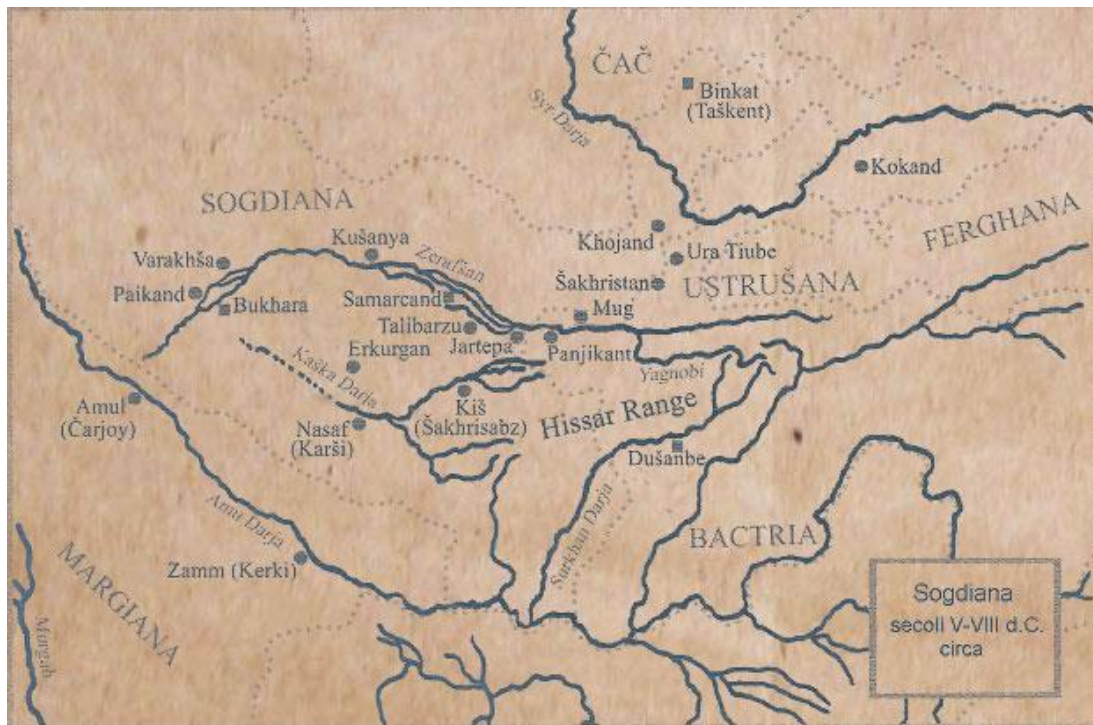 ČAČ
Binkat
(Taškent)
Syr Darja
Kokand
SOGDIANA
FERGHANA
Khojand
Kušanya
Zerafšan
Ura Tiube
Varakhša
Šakhristan
USTRUŠANA
Paikand
Bukhara
Samarcand
Mug
Talibarzu
Jartepa
Panjikant
Erkurgan
Kaška Darja
Yagnobi
Amul
(Čarjoy)
Kiš
(Šakhrisabz)
Hissar Range
Nasaf
(Karši)
Dušanbe
Amu Darja
Surkhan Darja
BACTRIA
MARGIANA
Zamm (Kerki)
Murgab
Sogdiana
secoli V-VIII d.C.
circa